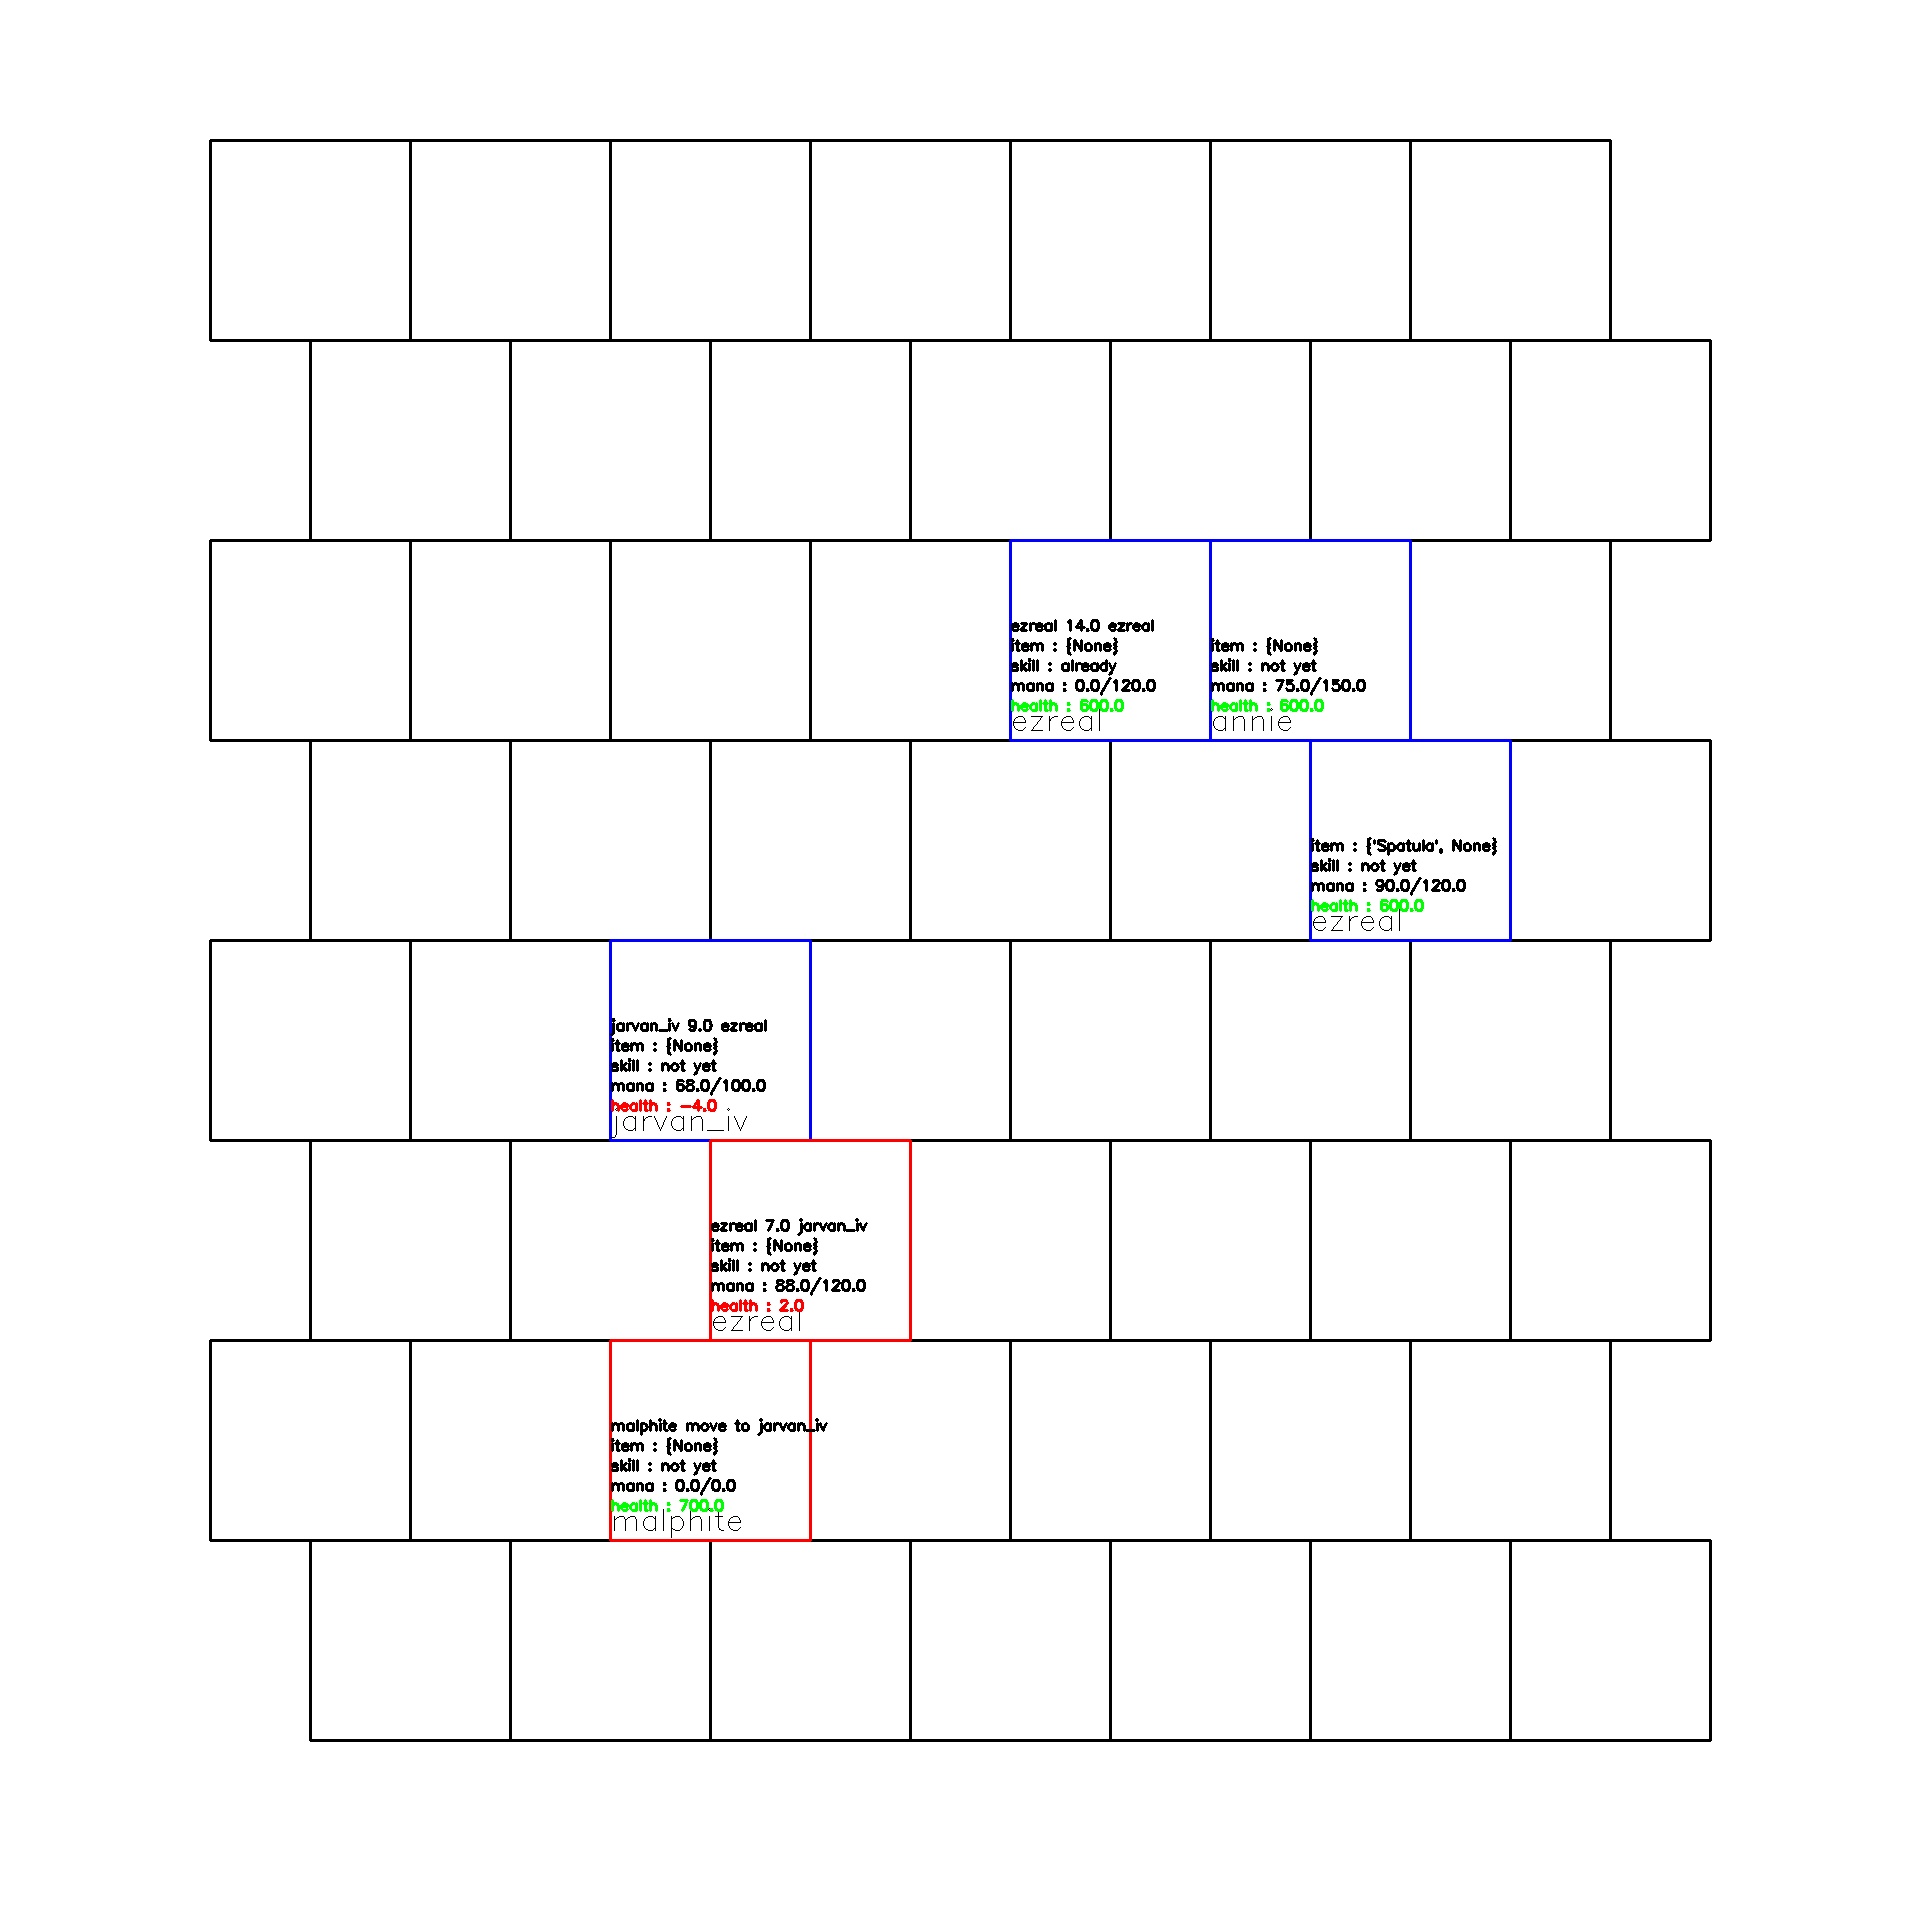 ezreal 14.0 ezreal
item : {None}
skill : already
mana : 0.0/120.0
health : 600.0
ezreal
item : {None}
skill : not yet
mana : 75.0/150.0
health : 600.0
annie
item : {'Spatula', None}
skill : not yet
mana : 90.0/120.0
health : 600.0
ezreal
jarvan_iv 9.0 ezreal
item : {None}
skill : not yet
mana : 68.0/100.0
health : -4.0
jarvan_iv
ezreal 7.0 jarvan_iv
item : {None}
skill : not yet
mana : 88.0/120.0
health : 2.0
ezreal
malphite move to jarvan_iv
item : {None}
skill : not yet
mana : 0.0/0.0
health : 700.0
malphite